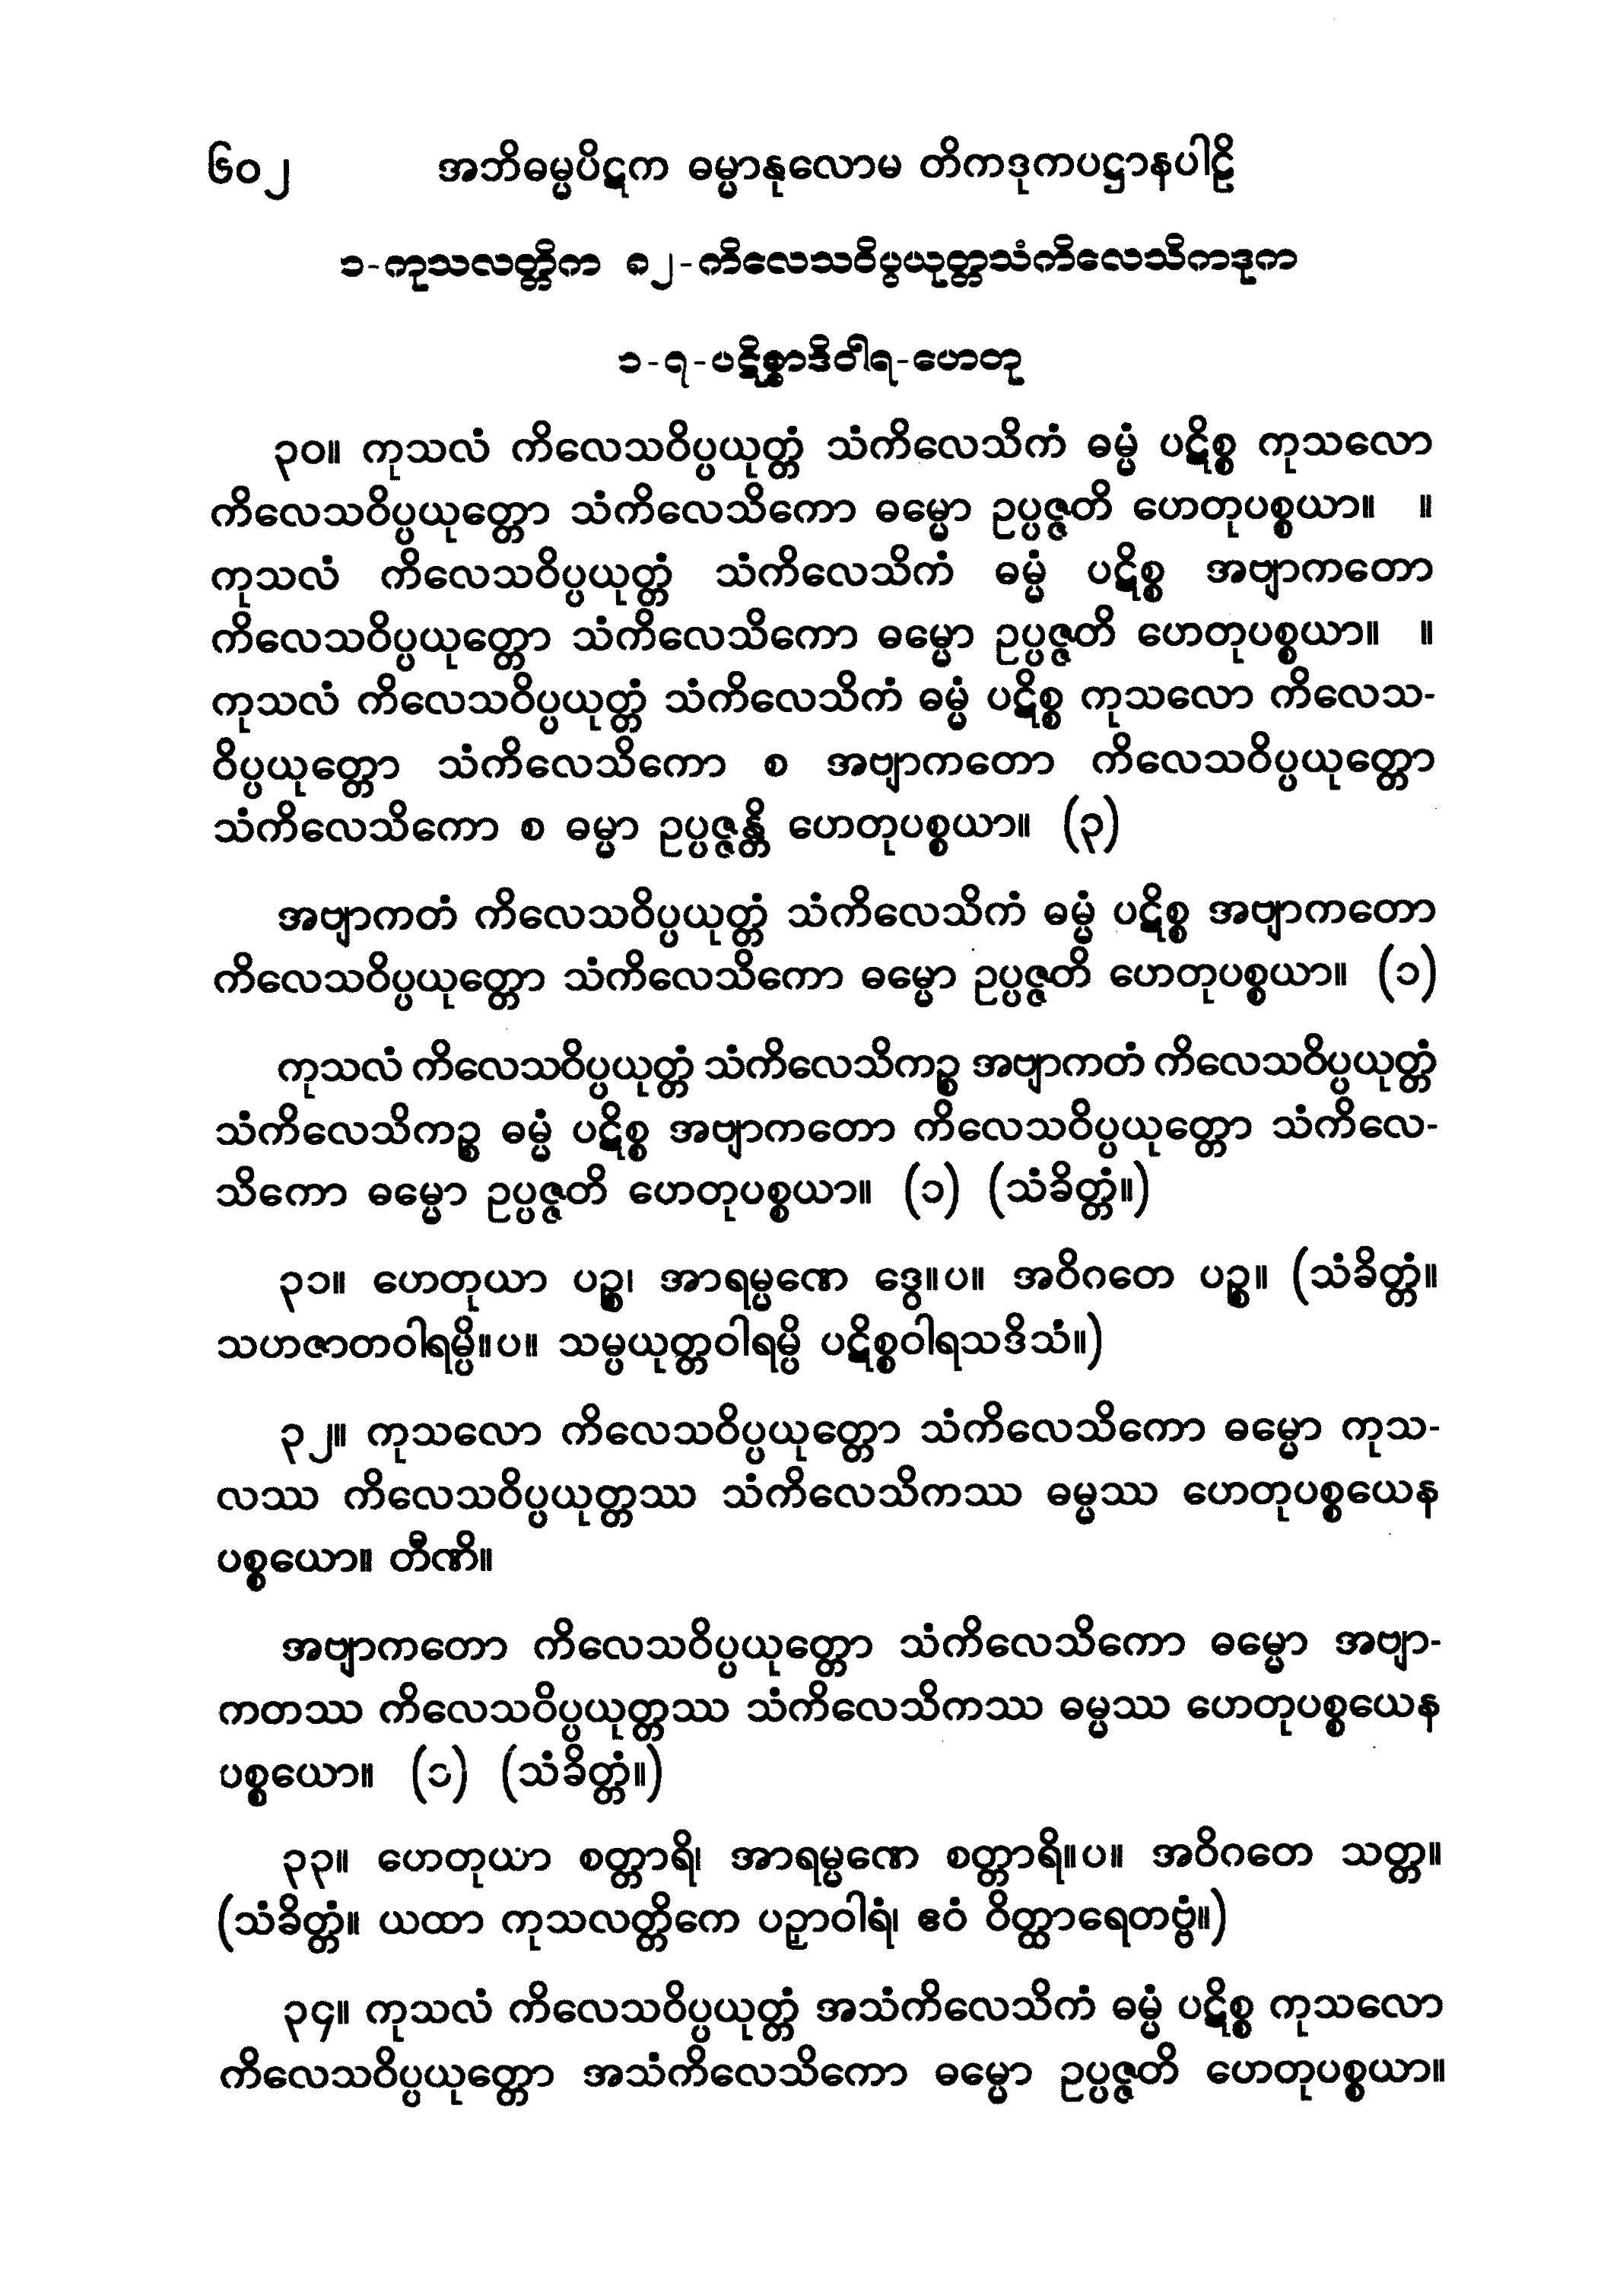 ၆၀၂ အဘိဓမ္မပိဋက ဓမ္မာနုလောမ တိကဒုကပဋ္ဌာနပါဠိ
၁-ကုသလတ္တိက ၈၂-ကိလေသဝိပ္ပယုတ္တသံကိလေသိကဒုက
၁-၇-ပဋိစ္စာဒိဝါရ-ဟေတု
၃၀။ ကုသလံ ကိလေသဝိပ္ပယုတ္တံ သံကိလေသိကံ ဓမ္မံ ပဋိစ္စ ကုသလော
ကိလေသဝိပ္ပယုတ္တော သံကိလေသိကော ဓမ္မော ဥပ္ပဇ္ဇတိ ဟေတုပစ္စယာ။ ။
ကုသလံ ကိလေသဝိပ္ပယုတ္တံ သံကိလေသိကံ ဓမ္မံ ပဋိစ္စ အဗျာကတော
ကိလေသဝိပ္ပယုတ္တော သံကိလေသိကော ဓမ္မော ဥပ္ပဇ္ဇတိ ဟေတုပစ္စယာ။ ။
ကုသလံ ကိလေသဝိပ္ပယုတ္တံ သံကိလေသိကံ ဓမ္မံ ပဋိစ္စ ကုသလော ကိလေသ-
ဝိပ္ပယုတ္တော သံကိလေသိကော စ အဗျာကတော ကိလေသဝိပ္ပယုတ္တော
သံကိလေသိကော စ ဓမ္မာ ဥပ္ပဇ္ဇန္တိ ဟေတုပစ္စယာ။ (၃)
အဗျာကတံ ကိလေသဝိပ္ပယုတ္တံ သံကိလေသိကံ ဓမ္မံ ပဋိစ္စ အဗျာကတော
ကိလေသဝိပ္ပယုတ္တော သံကိလေသိကော ဓမ္မော ဥပ္ပဇ္ဇတိ ဟေတုပစ္စယာ။ (၁)
ကုသလံ ကိလေသဝိပ္ပယုတ္တံ သံကိလေသိကဉ္စ အဗျာကတံ ကိလေသဝိပ္ပယုတ္တံ
သံကိလေသိကဉ္စ ဓမ္မံ ပဋိစ္စ အဗျာကတော ကိလေသဝိပ္ပယုတ္တော သံကိလေ-
သိကော ဓမ္မော ဥပ္ပဇ္ဇတိ ဟေတုပစ္စယာ။ (၁) (သံခိတ္တံ။)
၃၁။ ဟေတုယာ ပဉ္စ၊ အာရမ္မဏေ ဒွေ။ပ။ အဝိဂတေ ပဉ္စ။ (သံခိတ္တံ။
သဟဇာတဝါရမ္ပိ။ပ။ သမ္ပယုတ္တဝါရမ္ပိ ပဋိစ္စဝါရသဒိသံ။)
၃၂။ ကုသလော ကိလေသဝိပ္ပယုတ္တော သံကိလေသိကော ဓမ္မော ကုသ-
လဿ ကိလေသဝိပ္ပယုတ္တဿ သံကိလေသိကဿ ဓမ္မဿ ဟေတုပစ္စယေန
ပစ္စယော။ တီဏိ။
အဗျာကတော ကိလေသဝိပ္ပယုတ္တော သံကိလေသိကော ဓမ္မော အဗျာ-
ကတဿ ကိလေသဝိပ္ပယုတ္တဿ သံကိလေသိကဿ ဓမ္မဿ ဟေတုပစ္စယေန
ပစ္စယော။ (၁) (သံခိတ္တံ။)
၃၃။ ဟေတုယာ စတ္တာရိ၊ အာရမ္မဏေ စတ္တာရိ။ပ။ အဝိဂတေ သတ္တ။
(သံခိတ္တံ။ ယထာ ကုသလတ္တိကေ ပဉှာဝါရံ၊ ဧဝံ ဝိတ္ထာရေတဗ္ဗံ။)
၃၄။ ကုသလံ ကိလေသဝိပ္ပယုတ္တံ အသံကိလေသိကံ ဓမ္မံ ပဋိစ္စ ကုသလော
ကိလေသဝိပ္ပယုတ္တော အသံကိလေသိကော ဓမ္မော ဥပ္ပဇ္ဇတိ ဟေတုပစ္စယာ။